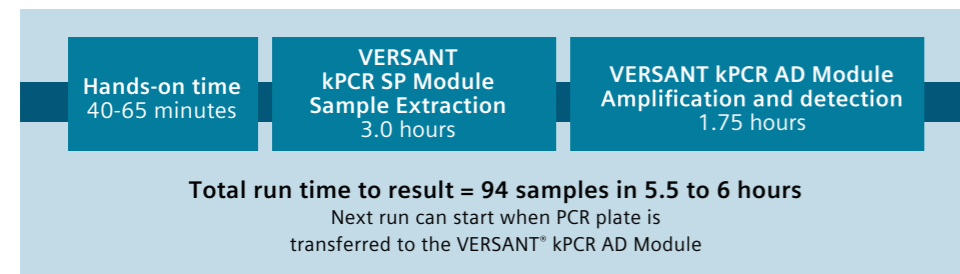 Hands-on time
40-65 minutes
VERSANT
kPCR SP Module
Sample Extraction
3.0 hours
VERSANT kPCR AD Module
Amplification and detection
1.75 hours
Total run time to result = 94 samples in 5.5 to 6 hours
Next run can start when PCR plate is
transferred to the VERSANT® kPCR AD Module